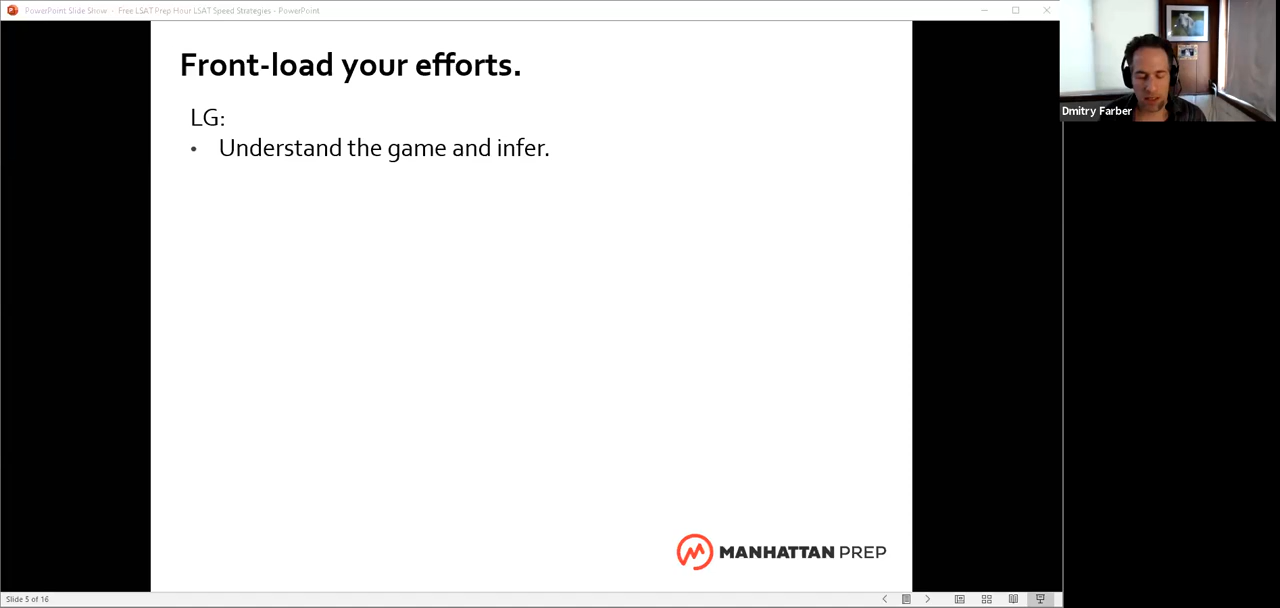 PowerPoint Slide Show - Free LSAT Prep Hour LSAT Speed Strategies - PowerPoint
Front-load your efforts.
LG:
• Understand the game and infer.
MANHATTAN PREP
Slide 5 of 16
Dmitry Farber